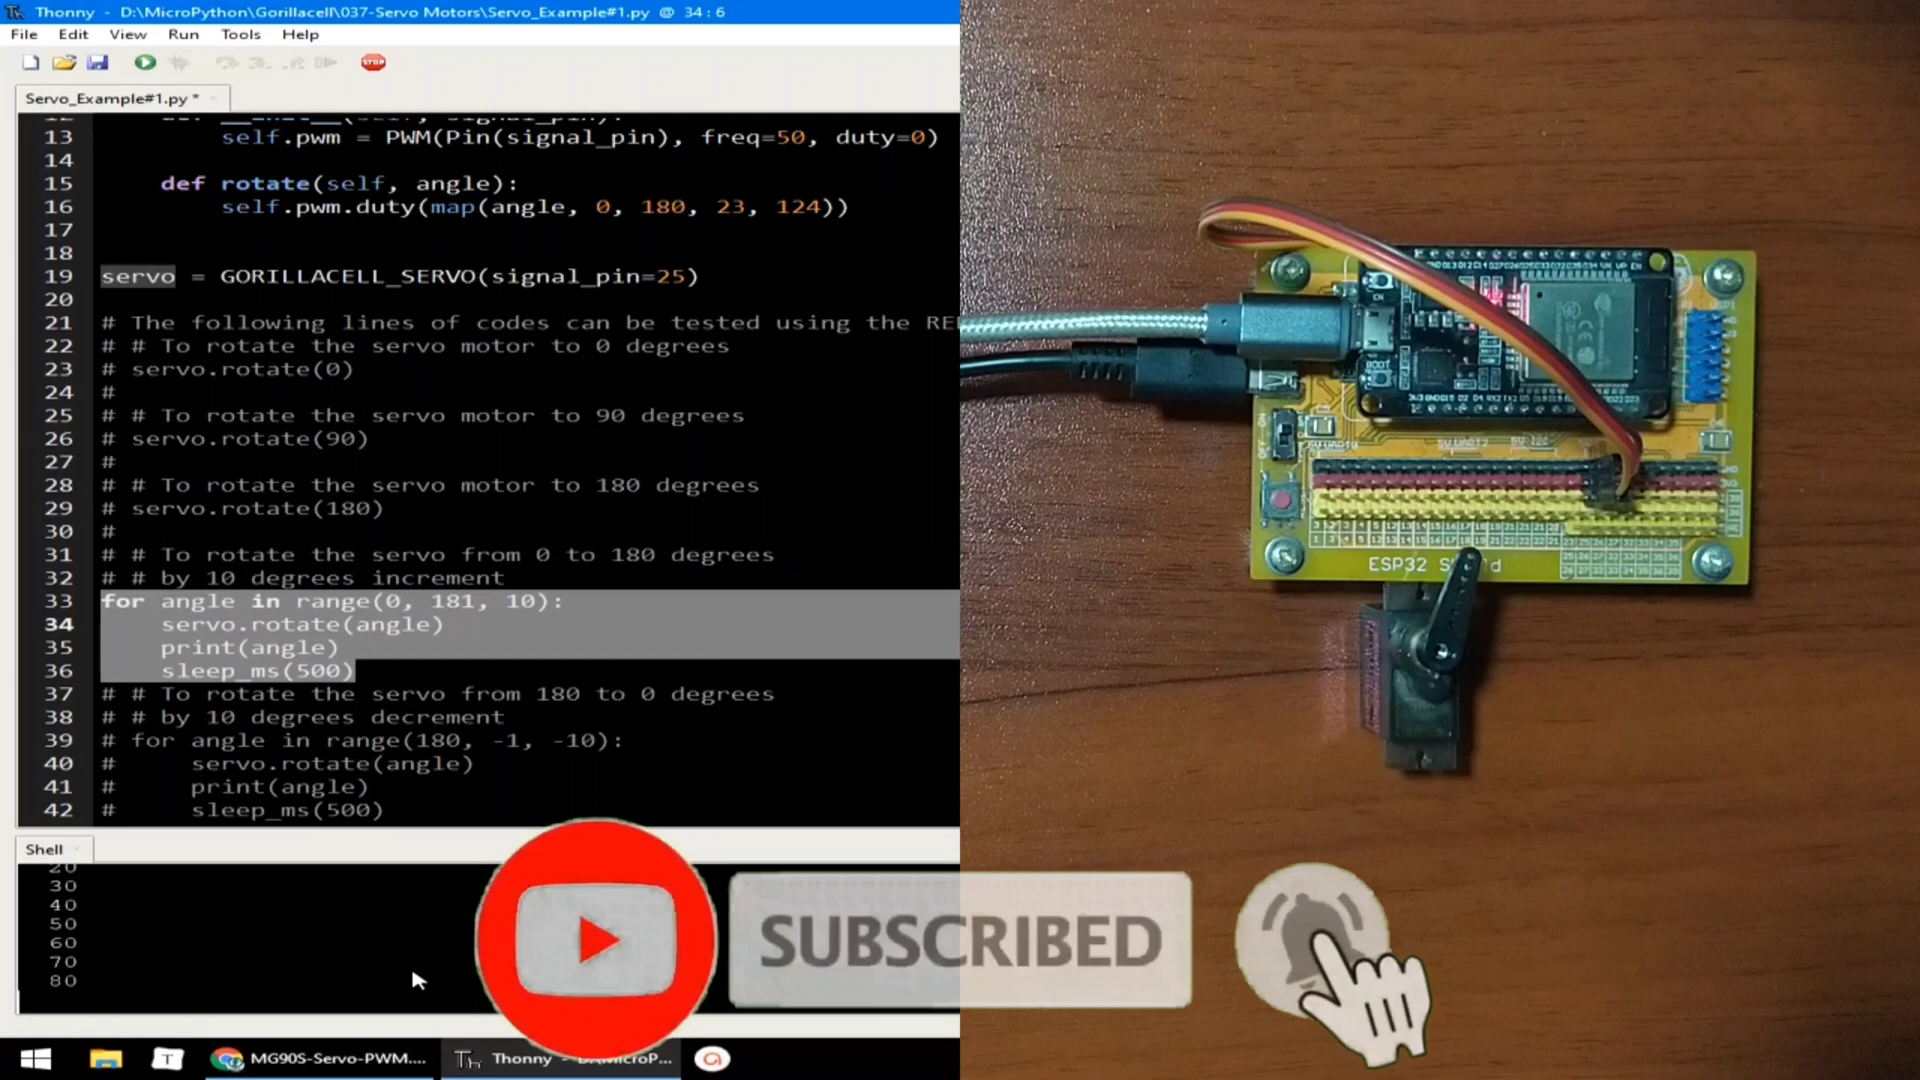 Thonny - D:\MicroPython\Gorillacell\037-Servo Motors\Servo_Example#1.py @ 34 : 6
File Edit View Run Tools Help
STOP
Servo_Example#1.py *
13 self.pwm = PWM(Pin(signal_pin), freq=50, duty=0)
14
15 def rotate(self, angle):
16 self.pwm.duty(map(angle, 0, 180, 23, 124))
17
18
19 servo = GORILLACELL_SERVO(signal_pin=25)
20
21 # The following lines of codes can be tested using the RE
22 # # To rotate the servo motor to 0 degrees
23 # servo.rotate(0)
24 #
25 # # To rotate the servo motor to 90 degrees
26 # servo.rotate(90)
27 #
28 # # To rotate the servo motor to 180 degrees
29 # servo.rotate(180)
30 #
31 # # To rotate the servo from 0 to 180 degrees
32 # # by 10 degrees increment
33 for angle in range(0, 181, 10):
34 servo.rotate(angle)
35 print(angle)
36 sleep_ms(500)
37 # # To rotate the servo from 180 to 0 degrees
38 # # by 10 degrees decrement
39 # for angle in range(180, -1, -10):
40 # servo.rotate(angle)
41 # print(angle)
42 # sleep_ms(500)
Shell
20
30
40
50
60
70
80
EN
BOOT
OFF ON
ESP32
SUBSCRIBED
T
MG90S-Servo-PWM....
Thonny - D:\MicroP...